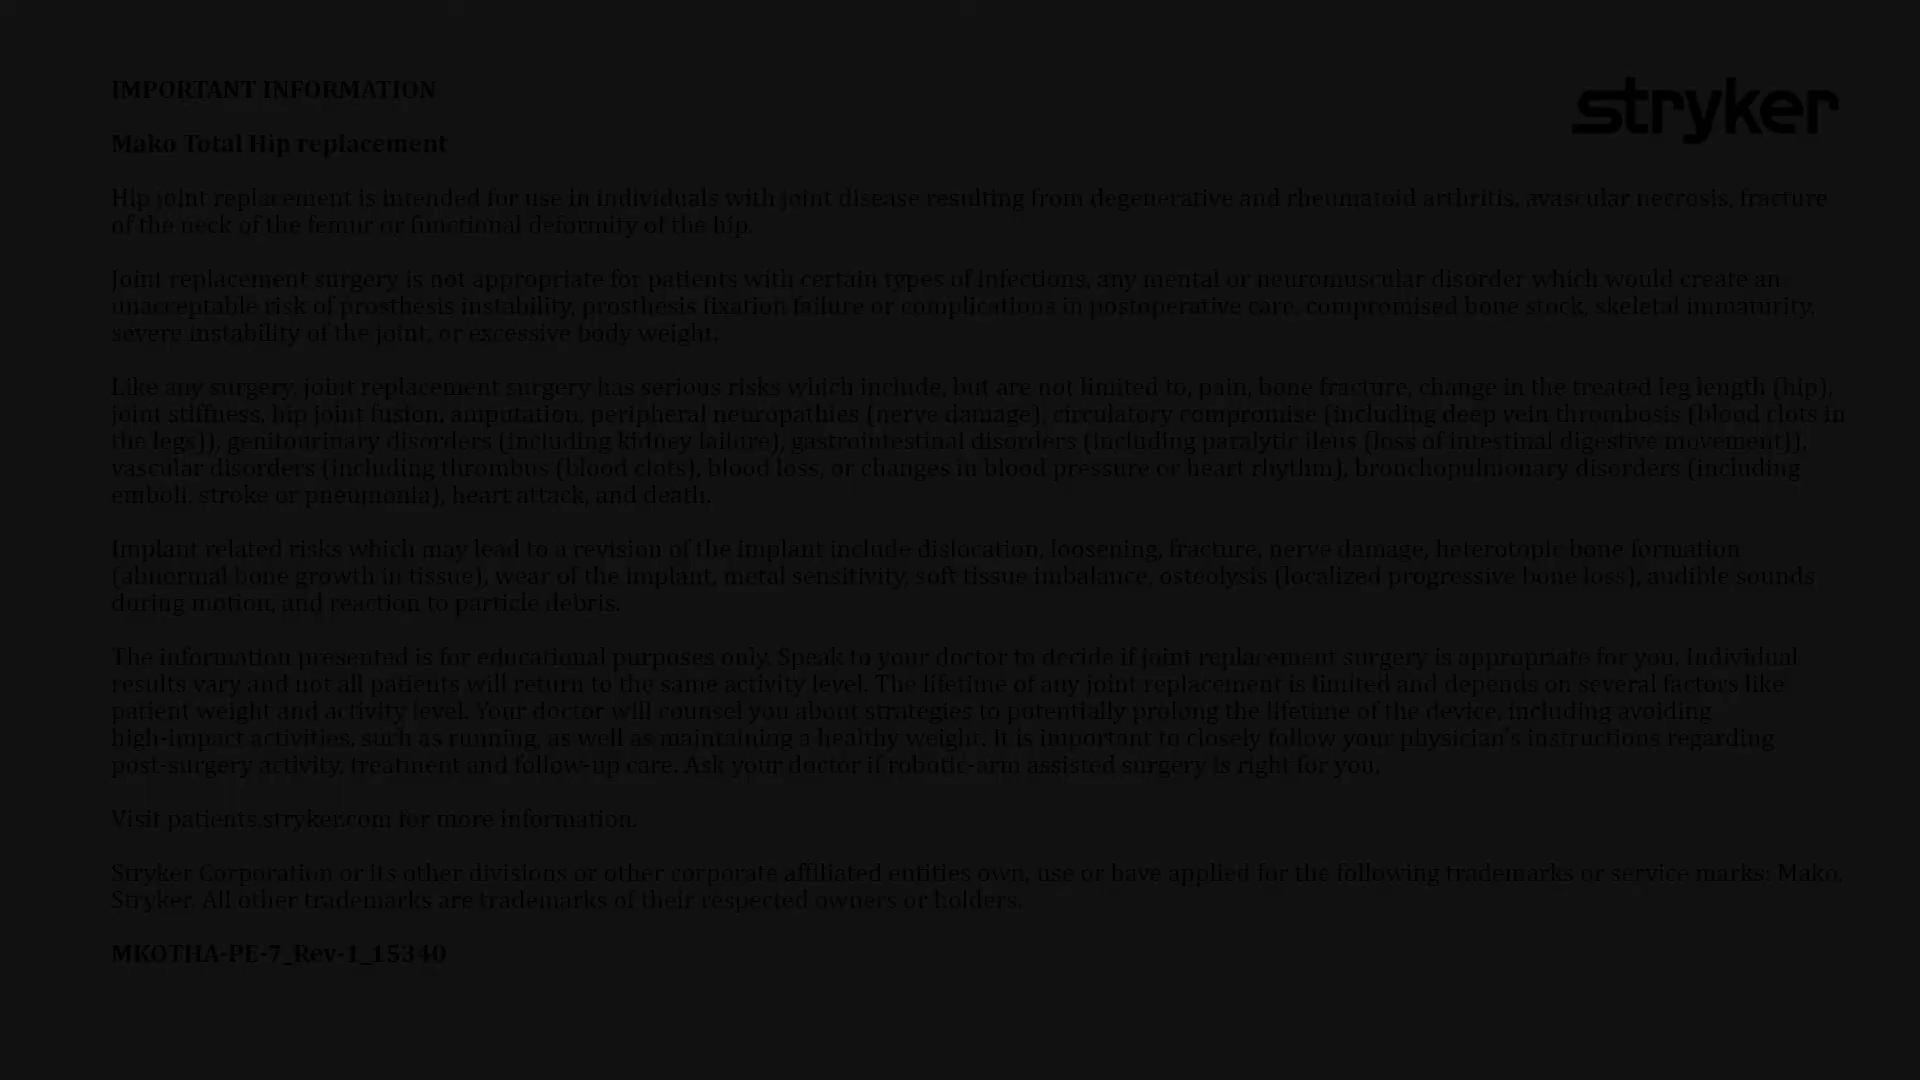 IMPORTANT INFORMATION
stryker
Mako Total Hip replacement
Hip joint replacement is intended for use in individuals with joint disease resulting from degenerative and rheumatoid arthritis, avascular necrosis, fracture
of the neck of the femur or functional deformity of the hip.
Joint replacement surgery is not appropriate for patients with certain types of infections, any mental or neuromuscular disorder which would create an
unacceptable risk of prosthesis instability, prosthesis fixation failure or complications in postoperative care, compromised bone stock, skeletal immaturity,
severe instability of the joint, or excessive body weight.
Like any surgery, joint replacement surgery has serious risks which include, but are not limited to, pain, bone fracture, change in the treated leg length (hip),
joint stiffness, hip joint fusion, amputation, peripheral neuropathies (nerve damage), circulatory compromise (including deep vein thrombosis (blood clots in
the legs)), genitourinary disorders (including kidney failure), gastrointestinal disorders (including paralytic ileus (loss of intestinal digestive movement)),
vascular disorders (including thrombus (blood clots), blood loss, or changes in blood pressure or heart rhythm), bronchopulmonary disorders (including
emboli, stroke or pneumonia), heart attack, and death.
Implant related risks which may lead to a revision of the implant include dislocation, loosening, fracture, nerve damage, heterotopic bone formation
(abnormal bone growth in tissue), wear of the implant, metal sensitivity, soft tissue imbalance, osteolysis (localized progressive bone loss), audible sounds
during motion, and reaction to particle debris.
The information presented is for educational purposes only. Speak to your doctor to decide if joint replacement surgery is appropriate for you. Individual
results vary and not all patients will return to the same activity level. The lifetime of any joint replacement is limited and depends on several factors like
patient weight and activity level. Your doctor will counsel you about strategies to potentially prolong the lifetime of the device, including avoiding
high-impact activities, such as running, as well as maintaining a healthy weight. It is important to closely follow your physician's instructions regarding
post-surgery activity, treatment and follow-up care. Ask your doctor if robotic-arm assisted surgery is right for you.
Visit patients.stryker.com for more information.
Stryker Corporation or its other divisions or other corporate affiliated entities own, use or have applied for the following trademarks or service marks: Mako,
Stryker. All other trademarks are trademarks of their respected owners or holders.
MKOTHA-PE-7_Rev-1_15340